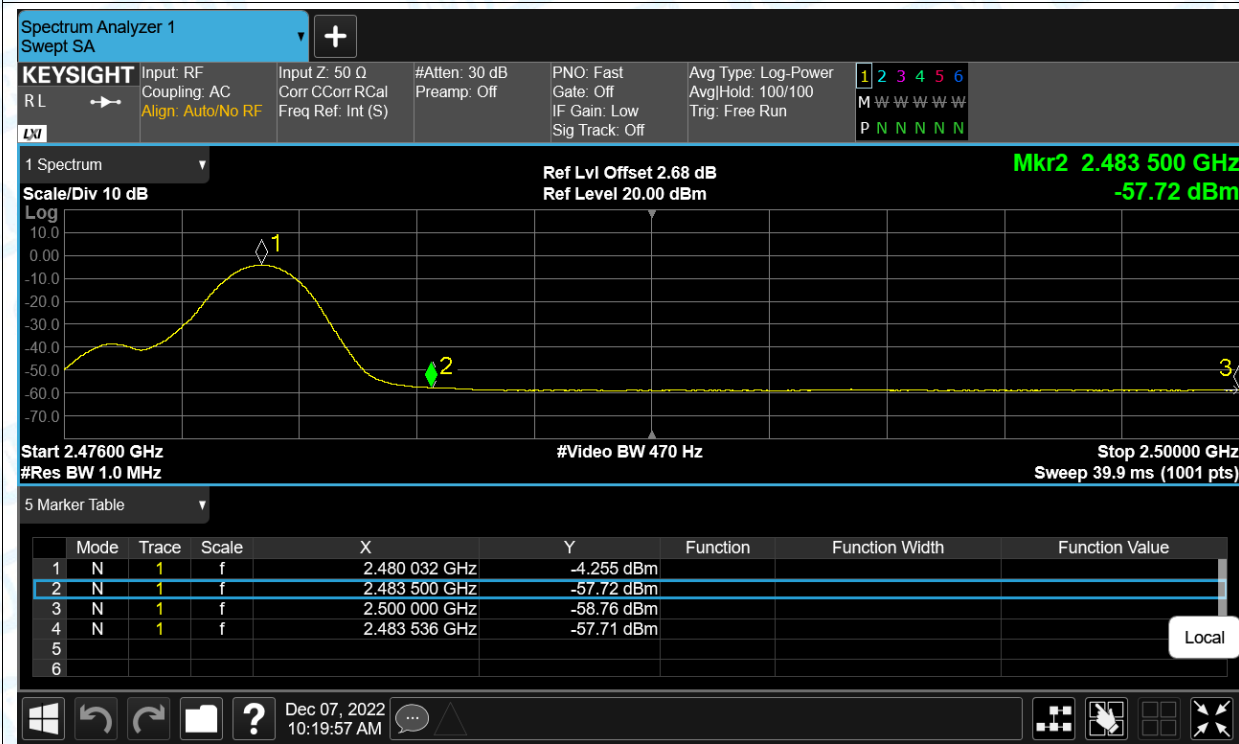 Spectrum Analyzer 1
Swept SA
KEYSIGHT
R L
LXI
Input: RF
Coupling: AC
Align: Auto/No RF
Input Z: 50 Ω
Corr CCorr RCal
Freq Ref: Int (S)
#Atten: 30 dB
Preamp: Off
PNO: Fast
Gate: Off
IF Gain: Low
Sig Track: Off
Avg Type: Log-Power
Avg|Hold: 100/100
Trig: Free Run
1 2 3 4 5 6
M W W W W W
P N N N N N
1 Spectrum
Scale/Div 10 dB
Ref Lvl Offset 2.68 dB
Ref Level 20.00 dBm
Mkr2 2.483 500 GHz
-57.72 dBm
Log
10.0
0.00
-10.0
-20.0
-30.0
-40.0
-50.0
-60.0
-70.0
1
2
3
Start 2.47600 GHz
#Video BW 470 Hz
Stop 2.50000 GHz
#Res BW 1.0 MHz
Sweep 39.9 ms (1001 pts)
5 Marker Table
Mode Trace Scale X Y Function Function Width Function Value
1 N 1 f 2.480 032 GHz -4.255 dBm
2 N 1 f 2.483 500 GHz -57.72 dBm
3 N 1 f 2.500 000 GHz -58.76 dBm
4 N 1 f 2.483 536 GHz -57.71 dBm
5
6
Local
?
Dec 07, 2022
10:19:57 AM